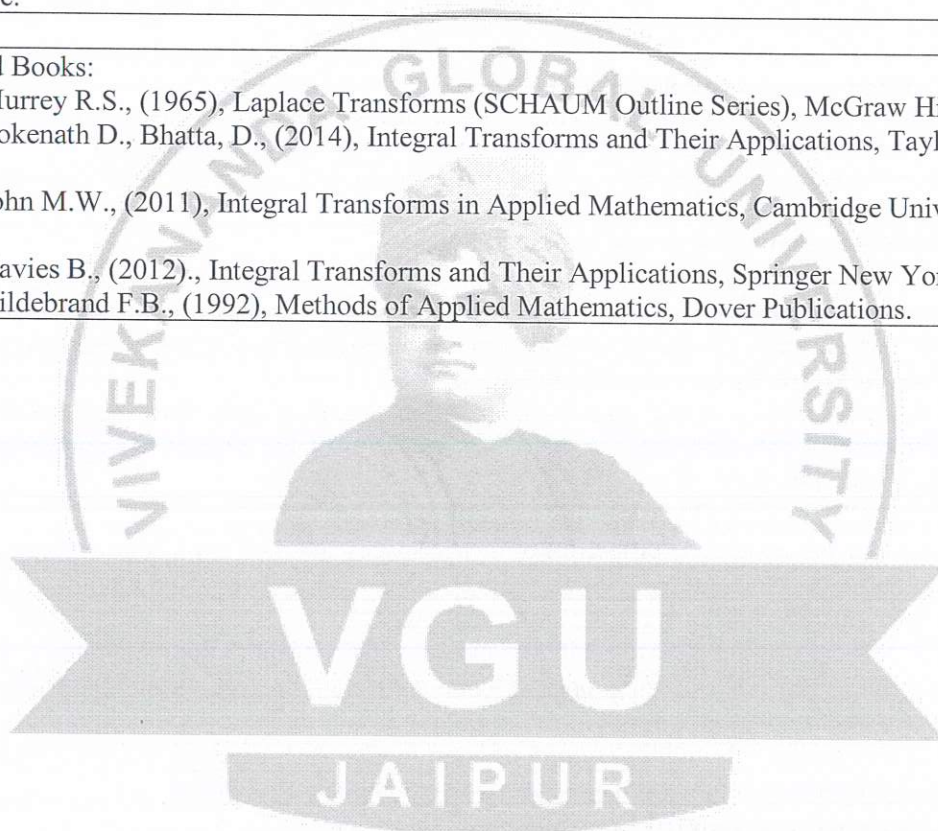 d Books:
Murrey R.S., (1965), Laplace Transforms (SCHAUM Outline Series), McGraw H
okenath D., Bhatta, D., (2014), Integral Transforms and Their Applications, Tayl
ohn M.W., (2011), Integral Transforms in Applied Mathematics, Cambridge Univ
avies B., (2012)., Integral Transforms and Their Applications, Springer New Yor
ildebrand F.B., (1992), Methods of Applied Mathematics, Dover Publications.
VIVEKANANDA GLOBAL UNIVERSITY
VGU
JAIPUR